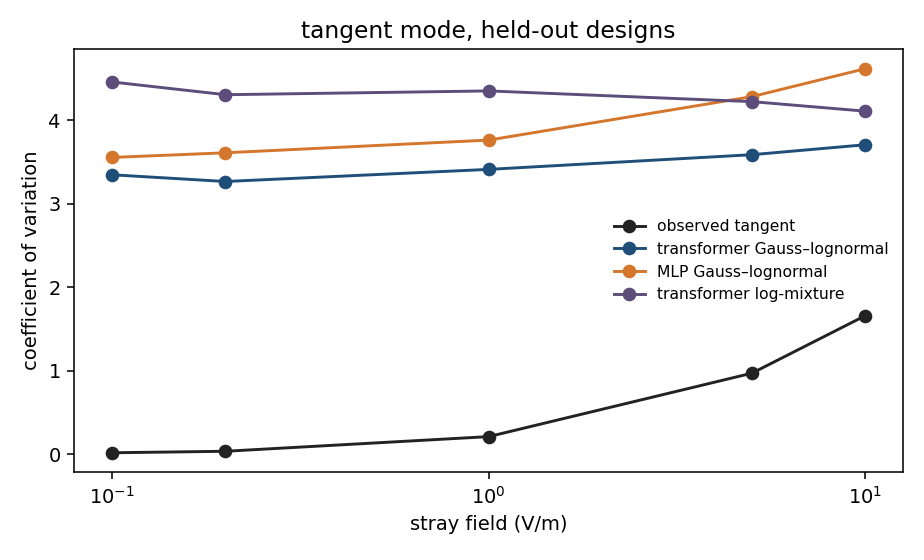 tangent mode, held-out designs
coefficient of variation
4
3
2
1
0
observed tangent
transformer Gauss–lognormal
MLP Gauss–lognormal
transformer log-mixture
10⁻¹
10⁰
10¹
stray field (V/m)